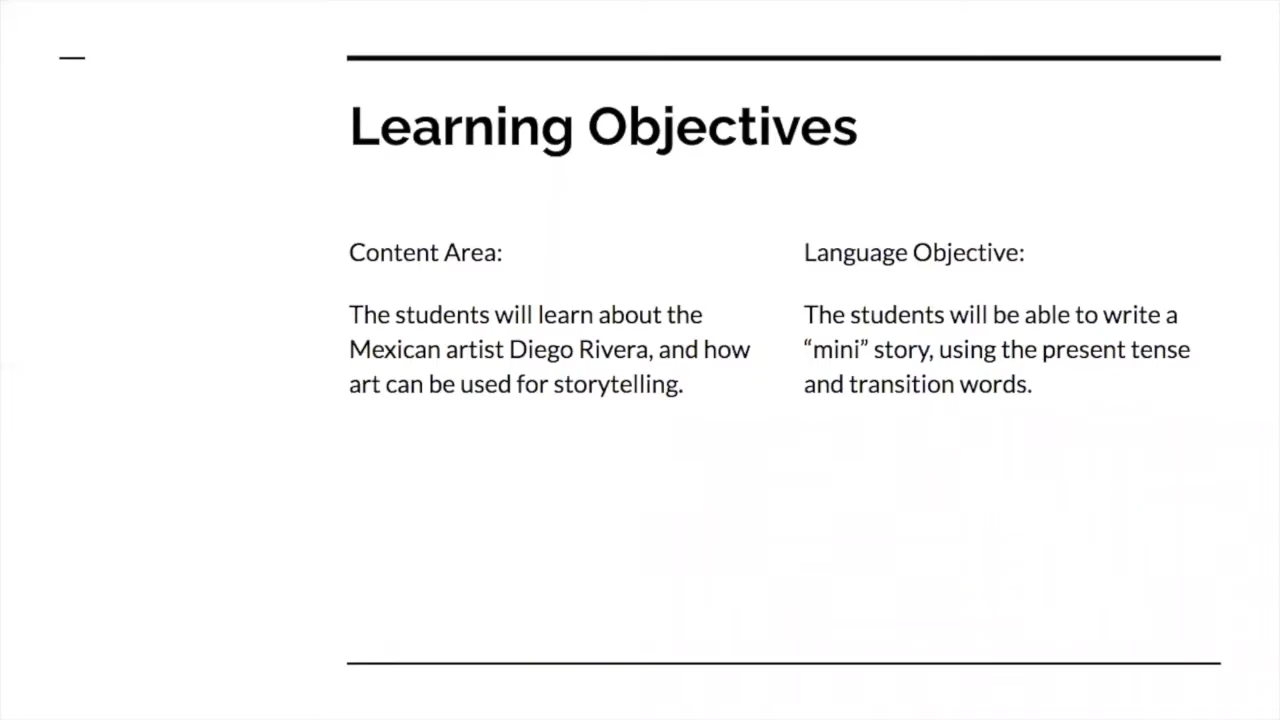 Learning Objectives
Content Area:
The students will learn about the
Mexican artist Diego Rivera, and how
art can be used for storytelling.
Language Objective:
The students will be able to write a
“mini” story, using the present tense
and transition words.